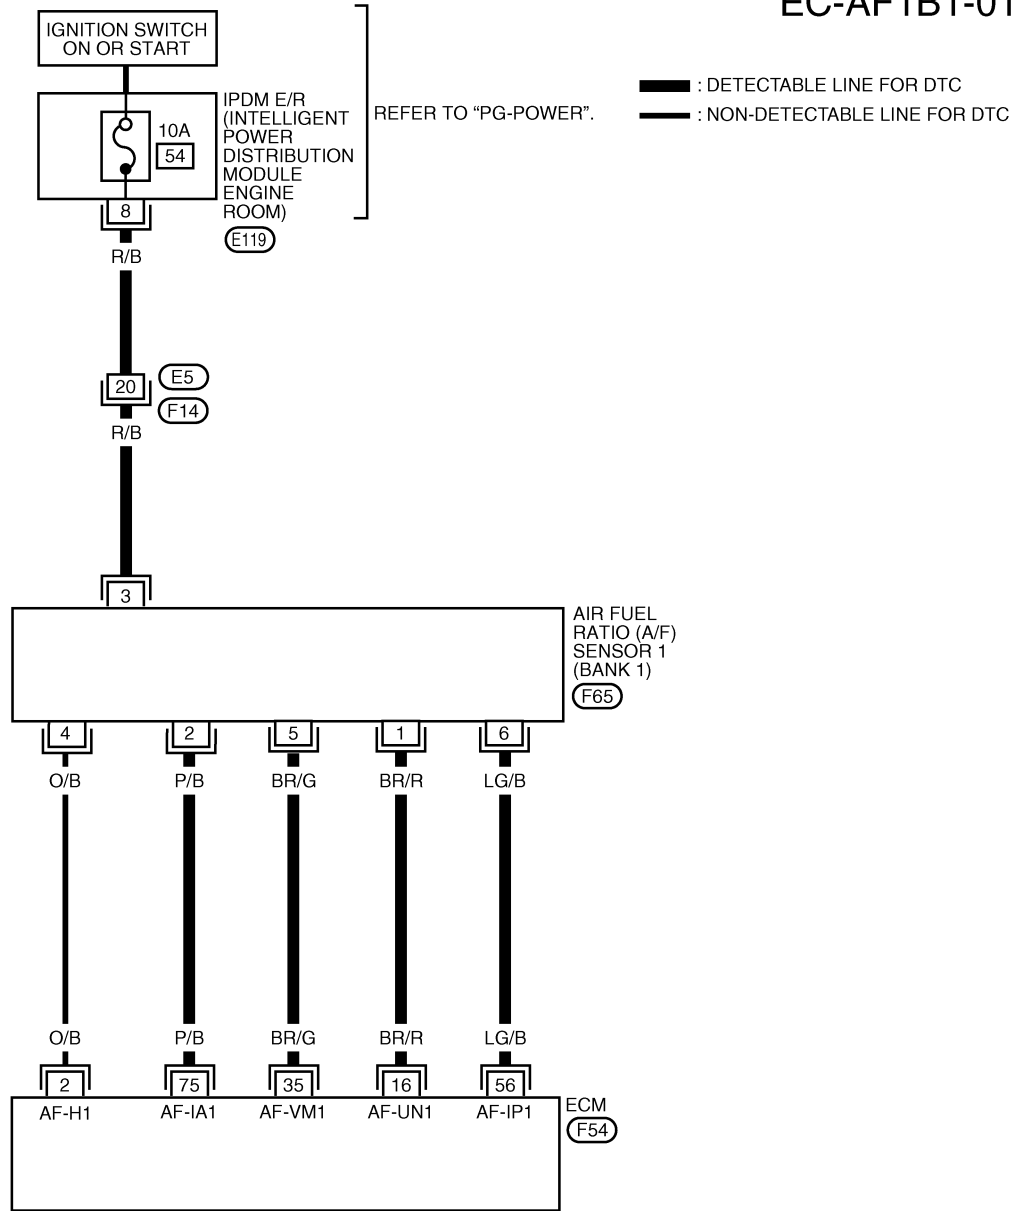 EC-AF1B1-01
IGNITION SWITCH
ON OR START
IPDM E/R
(INTELLIGENT
POWER
DISTRIBUTION
MODULE
ENGINE
ROOM)
E119
10A
54
8
REFER TO “PG-POWER”.
: DETECTABLE LINE FOR DTC
: NON-DETECTABLE LINE FOR DTC
R/B
20
E5
F14
R/B
3
AIR FUEL
RATIO (A/F)
SENSOR 1
(BANK 1)
F65
4 2 5 1 6
O/B P/B BR/G BR/R LG/B
O/B P/B BR/G BR/R LG/B
2 75 35 16 56
AF-H1 AF-IA1 AF-VM1 AF-UN1 AF-IP1
ECM
F54